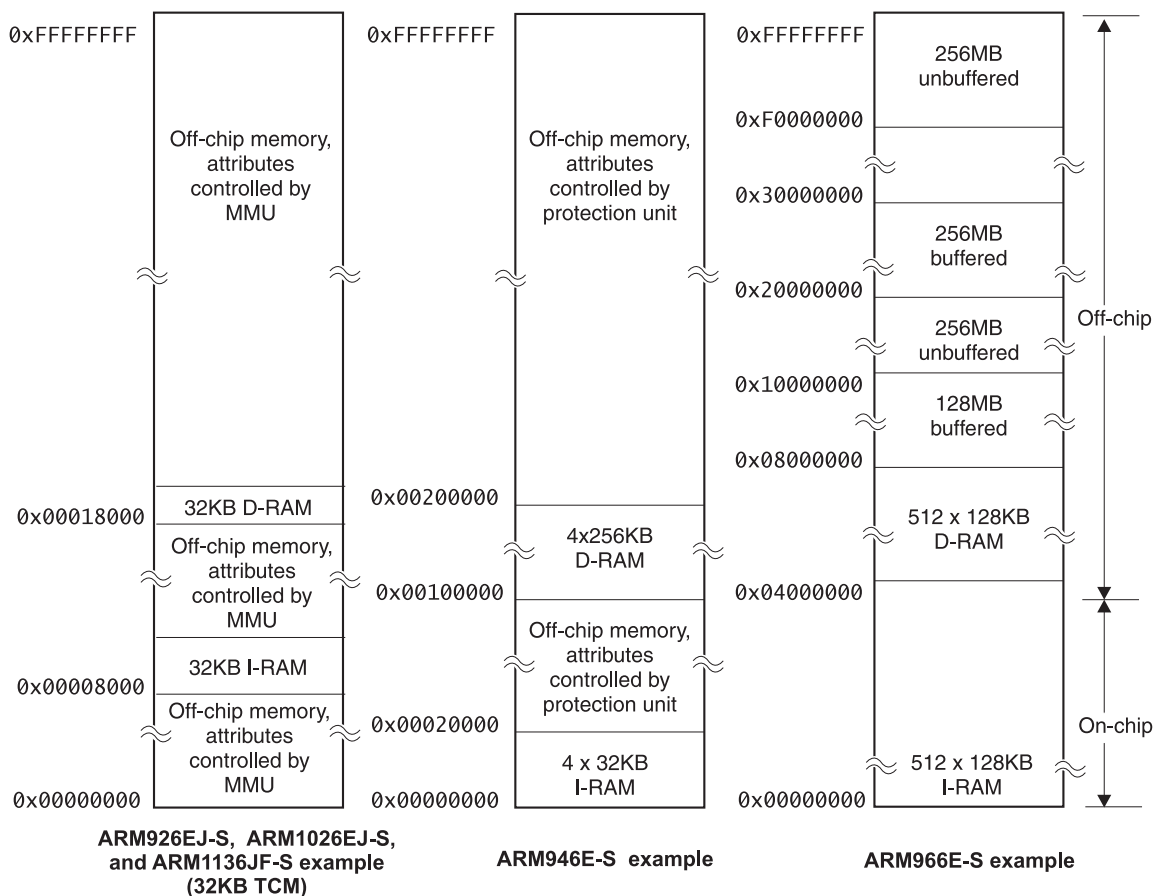 0xFFFFFFFF
Off-chip memory,
attributes
controlled by
MMU
32KB D-RAM
0x00018000
Off-chip memory,
attributes
controlled by
MMU
32KB I-RAM
0x00008000
Off-chip memory,
attributes
controlled by
MMU
0x00000000
ARM926EJ-S, ARM1026EJ-S,
and ARM1136JF-S example
(32KB TCM)
0xFFFFFFFF
Off-chip memory,
attributes
controlled by
protection unit
0x00200000
4x256KB
D-RAM
0x00100000
Off-chip memory,
attributes
controlled by
protection unit
0x00020000
4 x 32KB
I-RAM
0x00000000
ARM946E-S example
0xFFFFFFFF
256MB
unbuffered
0xF0000000
0x30000000
256MB
buffered
0x20000000
256MB
unbuffered
0x10000000
128MB
buffered
0x08000000
512 x 128KB
D-RAM
0x04000000
512 x 128KB
I-RAM
0x00000000
ARM966E-S example
Off-chip
On-chip